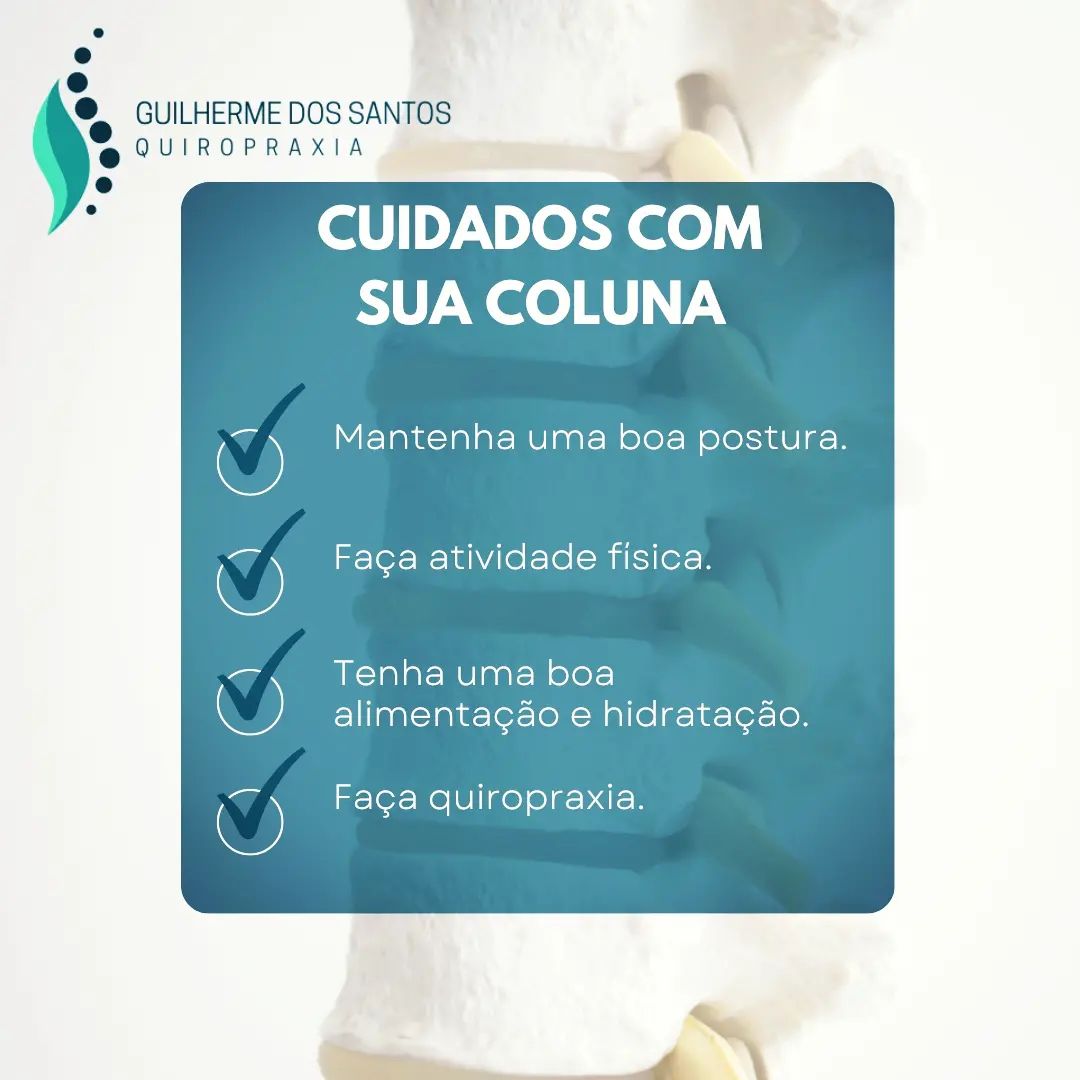 GUILHERME DOS SANTOS
QUIROPRAXIA
CUIDADOS COM
SUA COLUNA
Mantenha uma boa postura.
Faça atividade física.
Tenha uma boa
alimentação e hidratação.
Faça quiropraxia.